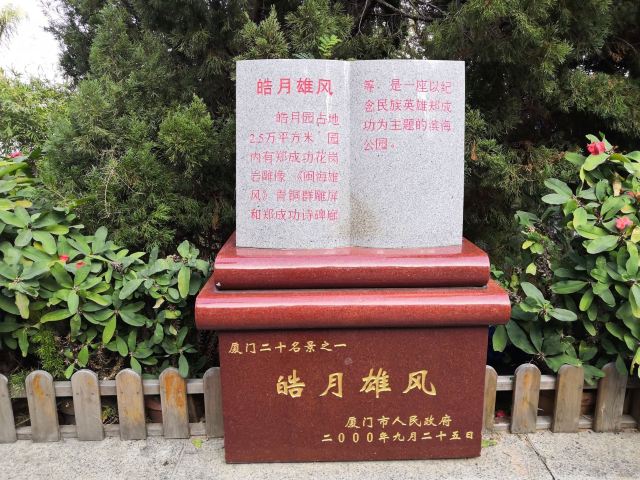 皓月雄风
皓月园占地
2.5万平方米 园
内有郑成功花岗
岩雕像、《闽海雄
风》青铜群雕屏
和郑成功诗碑廊
等，是一座以纪
念民族英雄郑成
功为主题的滨海
公园。
厦门二十名景之一
皓月雄风
厦门市人民政府
二000年九月二十五日